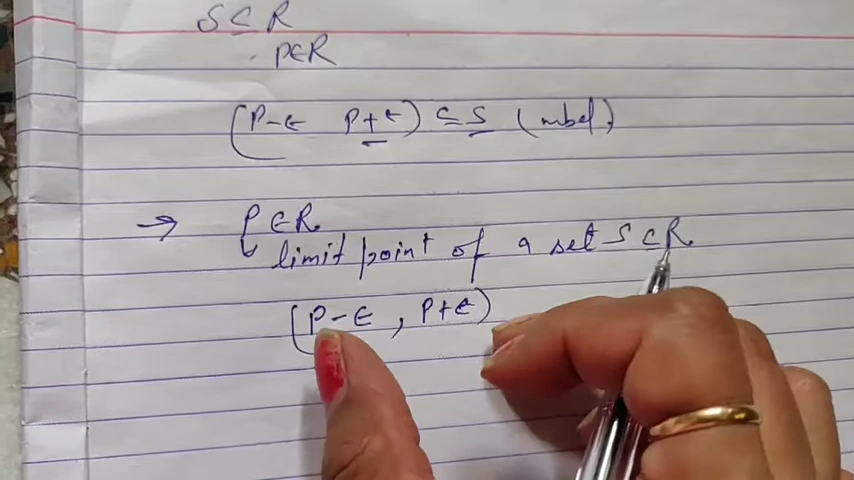 S ⊆ R
P∈R
(P-ε P+ε) ⊆ S (nbd.)
→ P ∈ R
limit point of a set S ⊆ R
(P-ε, P+ε)